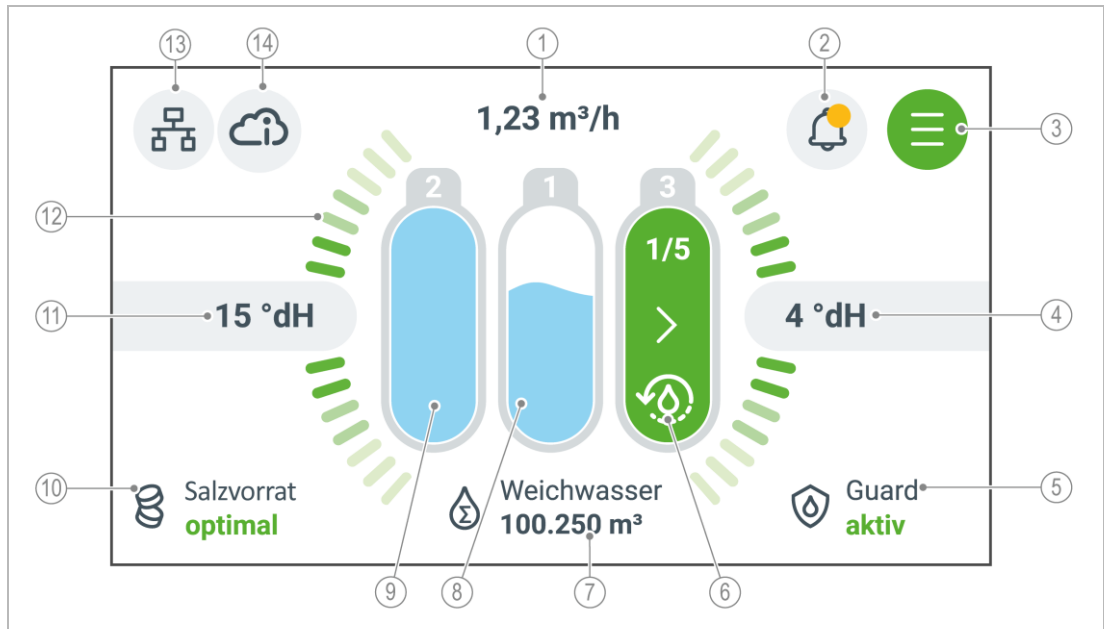 13 14 1 2
1,23 m³/h
3
2 1 3
12
1/5
11 15 °dH 4 °dH 4
10 Salzvorrat Weichwasser Guard 5
optimal 100.250 m³ aktiv
9 8 7 6